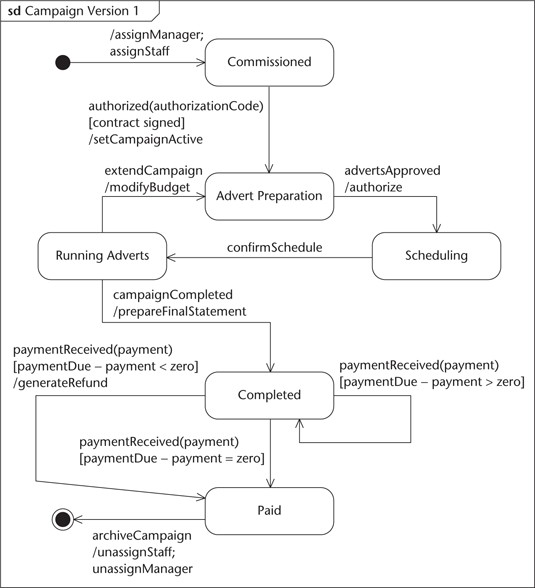 sd Campaign Version 1
/assignManager;
assignStaff
Commissioned
authorized(authorizationCode)
[contract signed]
/setCampaignActive
extendCampaign
/modifyBudget
Advert Preparation
advertsApproved
/authorize
Running Adverts
confirmSchedule
Scheduling
campaignCompleted
/prepareFinalStatement
paymentReceived(payment)
[paymentDue – payment < zero]
/generateRefund
Completed
paymentReceived(payment)
[paymentDue – payment > zero]
paymentReceived(payment)
[paymentDue – payment = zero]
Paid
archiveCampaign
/unassignStaff;
unassignManager